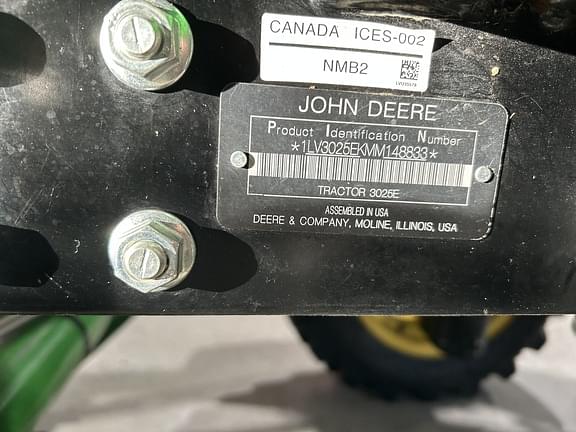 CANADA ICES-002
NMB2
JOHN DEERE
Product Identification Number
*1LV3025EKMM148833*
TRACTOR 3025E
ASSEMBLED IN USA
DEERE & COMPANY, MOLINE, ILLINOIS, USA